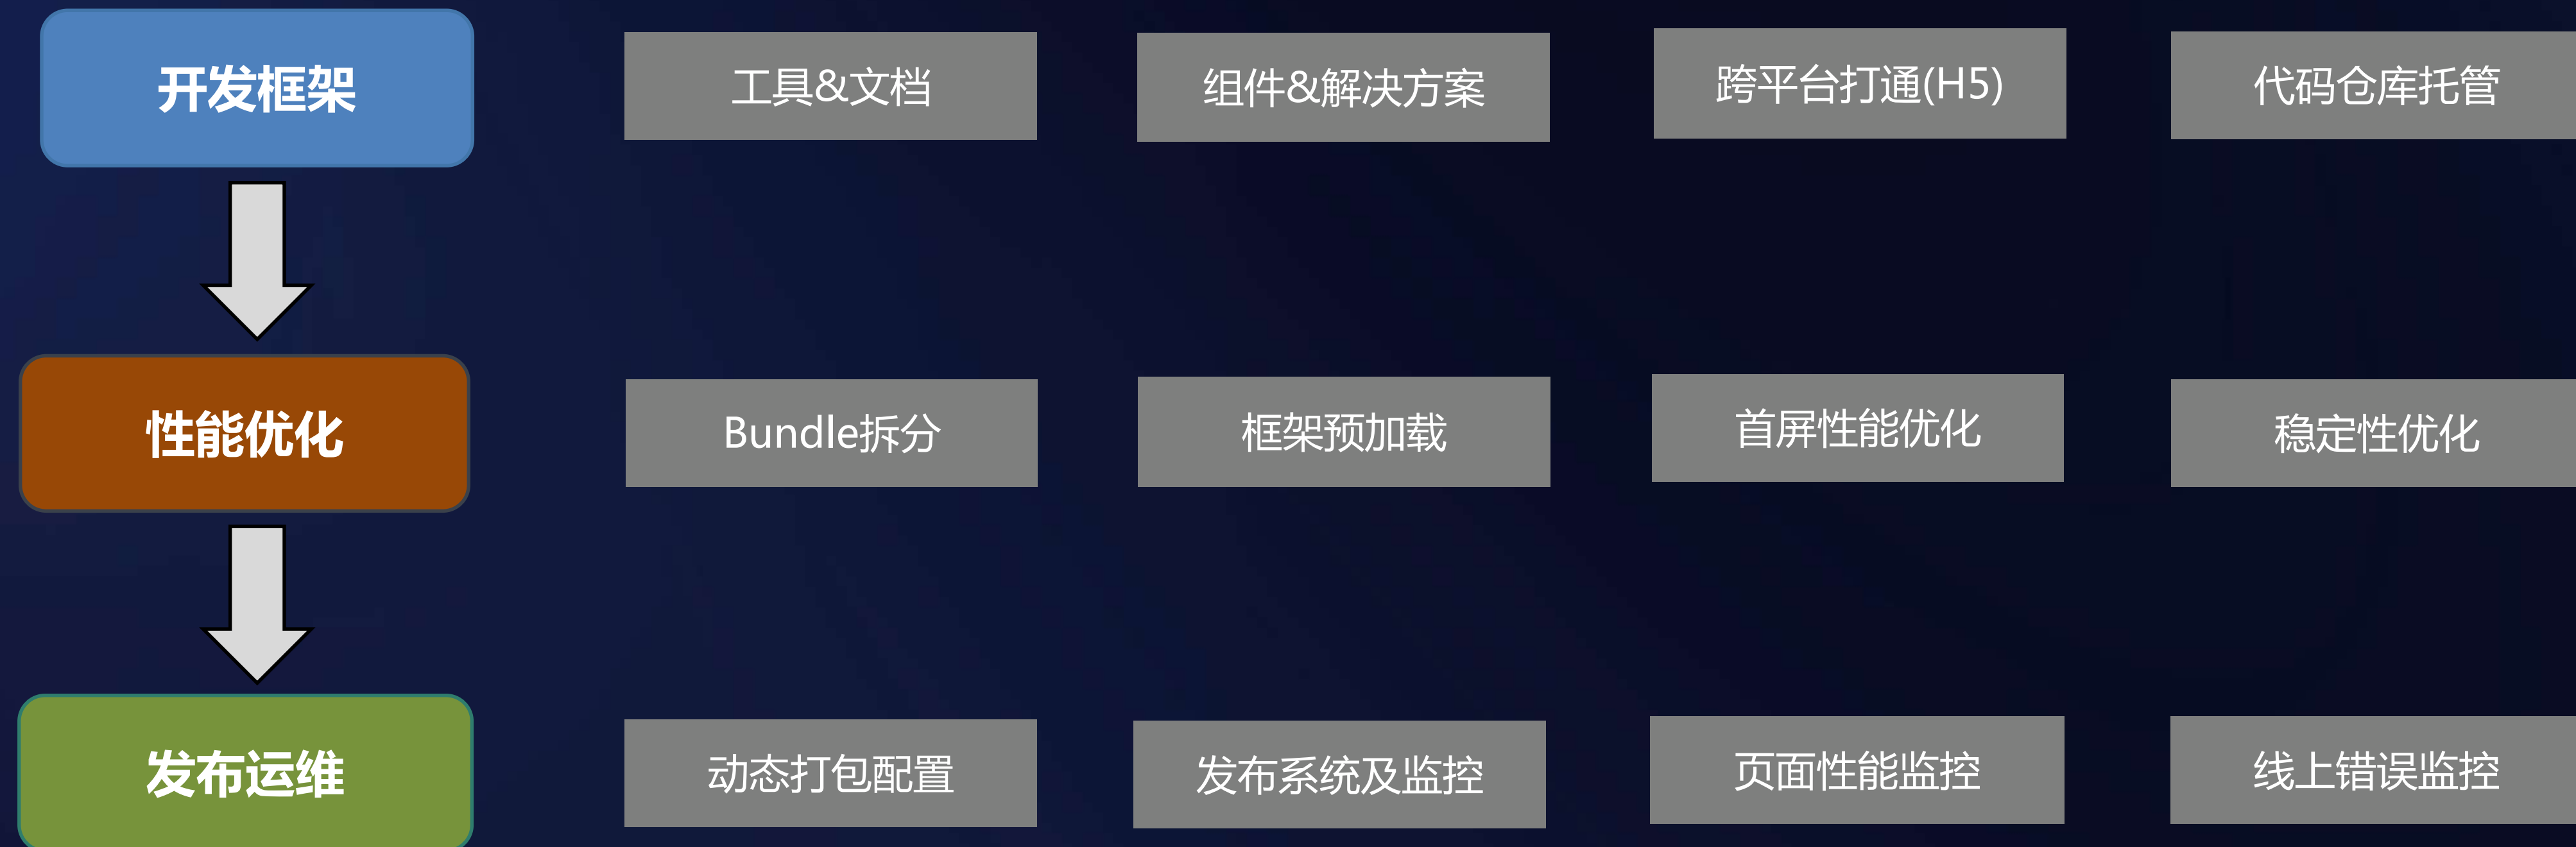 开发框架
工具&文档
组件&解决方案
跨平台打通(H5)
代码仓库托管
性能优化
Bundle拆分
框架预加载
首屏性能优化
稳定性优化
发布运维
动态打包配置
发布系统及监控
页面性能监控
线上错误监控